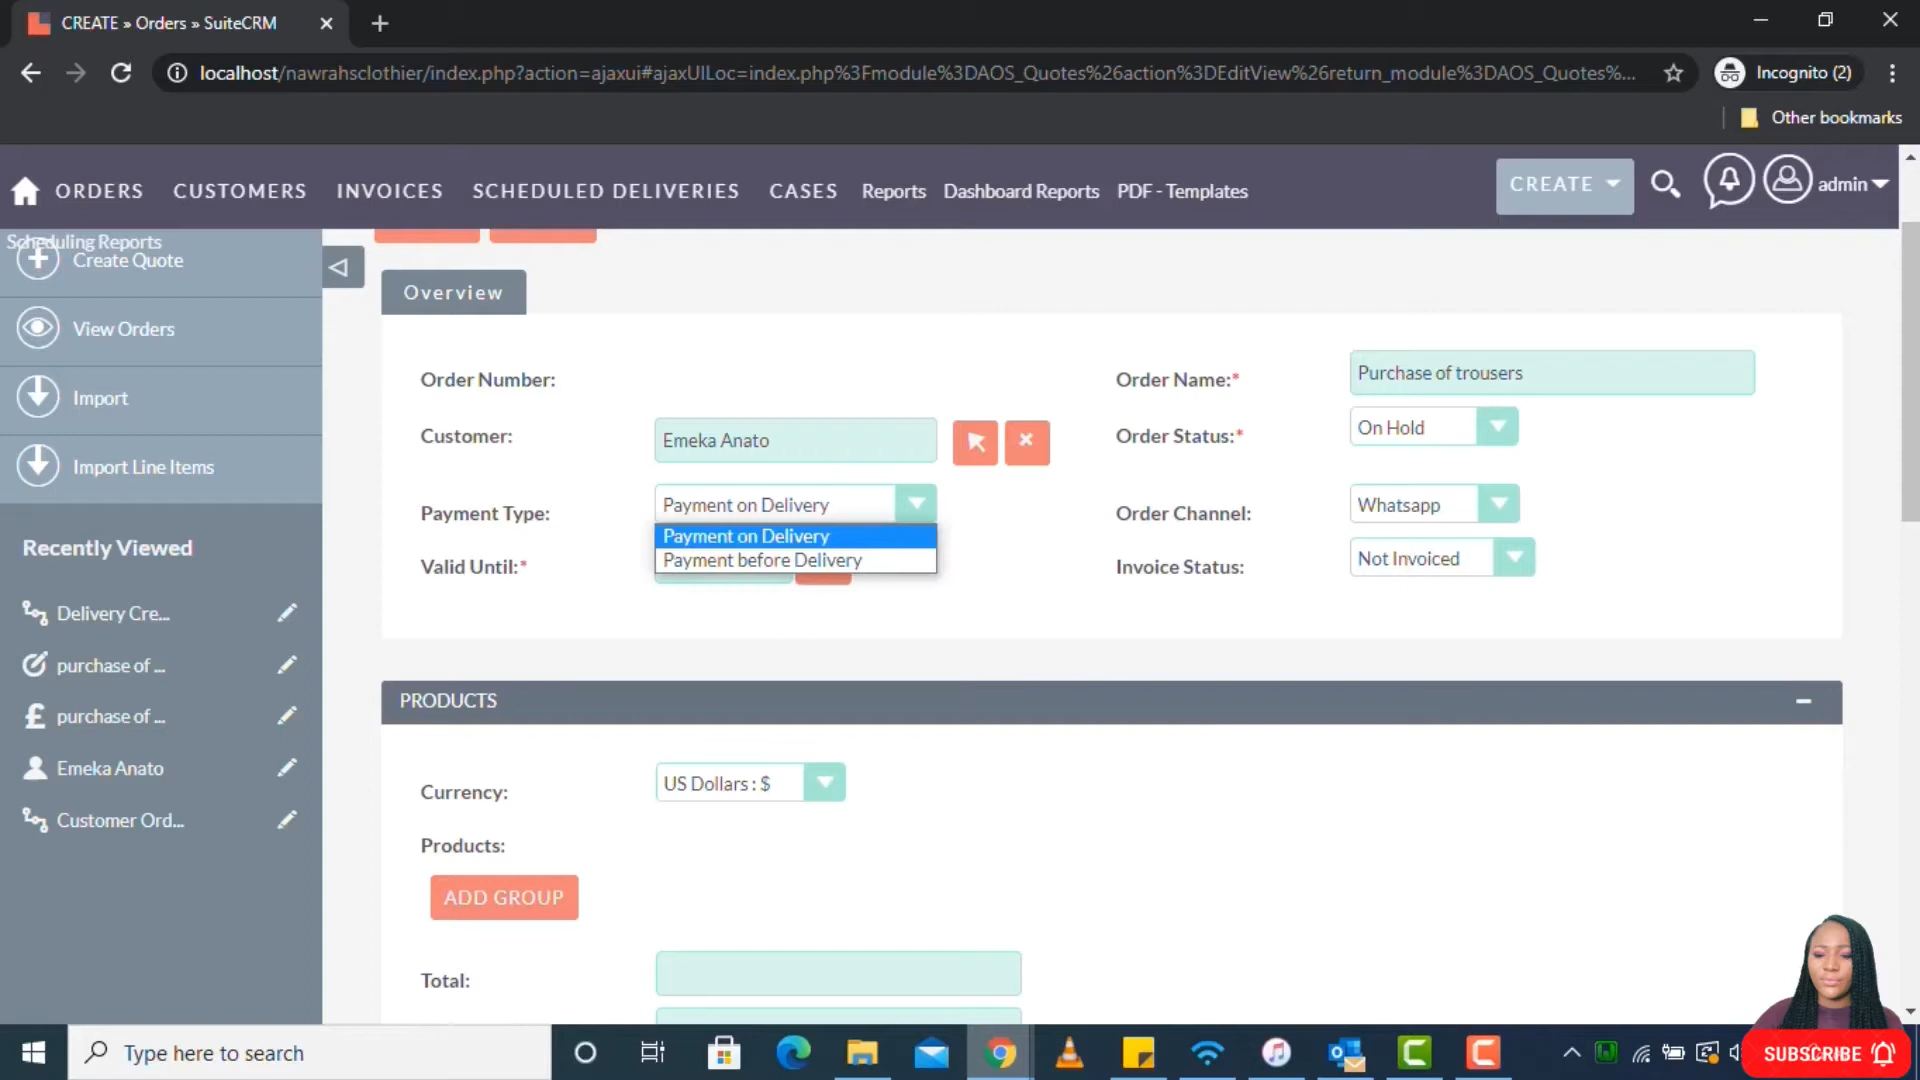 CREATE » Orders » SuiteCRM
localhost/nawrahsclothier/index.php?action=ajaxui#ajaxUILoc=index.php%3Fmodule%3DAOS_Quotes%26action%3DEditView%26return_module%3DAOS_Quotes%...
Incognito (2)
Other bookmarks
ORDERS CUSTOMERS INVOICES SCHEDULED DELIVERIES CASES Reports Dashboard Reports PDF - Templates CREATE admin
Scheduling Reports
Create Quote
View Orders
Import
Import Line Items
Recently Viewed
Delivery Cre...
purchase of ...
purchase of ...
Emeka Anato
Customer Ord...
Overview
Order Number:
Order Name:* Purchase of trousers
Customer: Emeka Anato
Order Status:* On Hold
Payment Type: Payment on Delivery
Payment on Delivery
Payment before Delivery
Order Channel: Whatsapp
Valid Until:*
Invoice Status: Not Invoiced
PRODUCTS
Currency: US Dollars : $
Products:
ADD GROUP
Total:
Type here to search
SUBSCRIBE